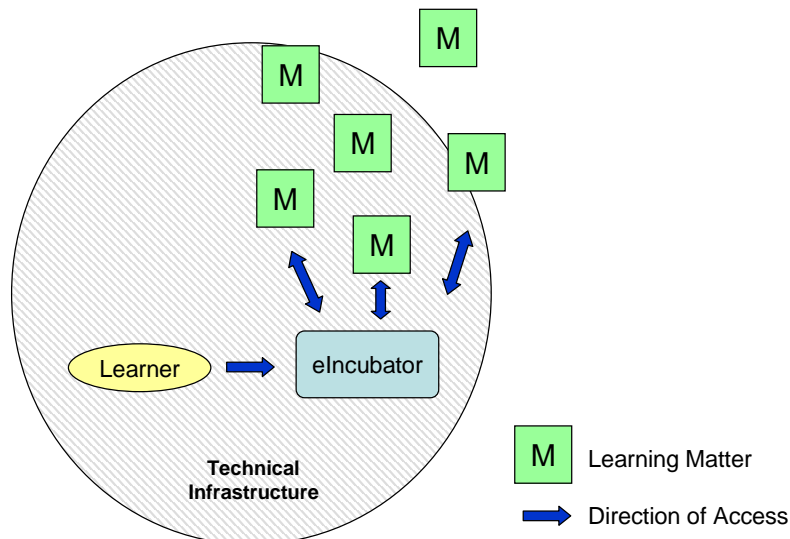 M
M
M
M
M
M
Learner
eIncubator
Technical
Infrastructure
M
Learning Matter
Direction of Access